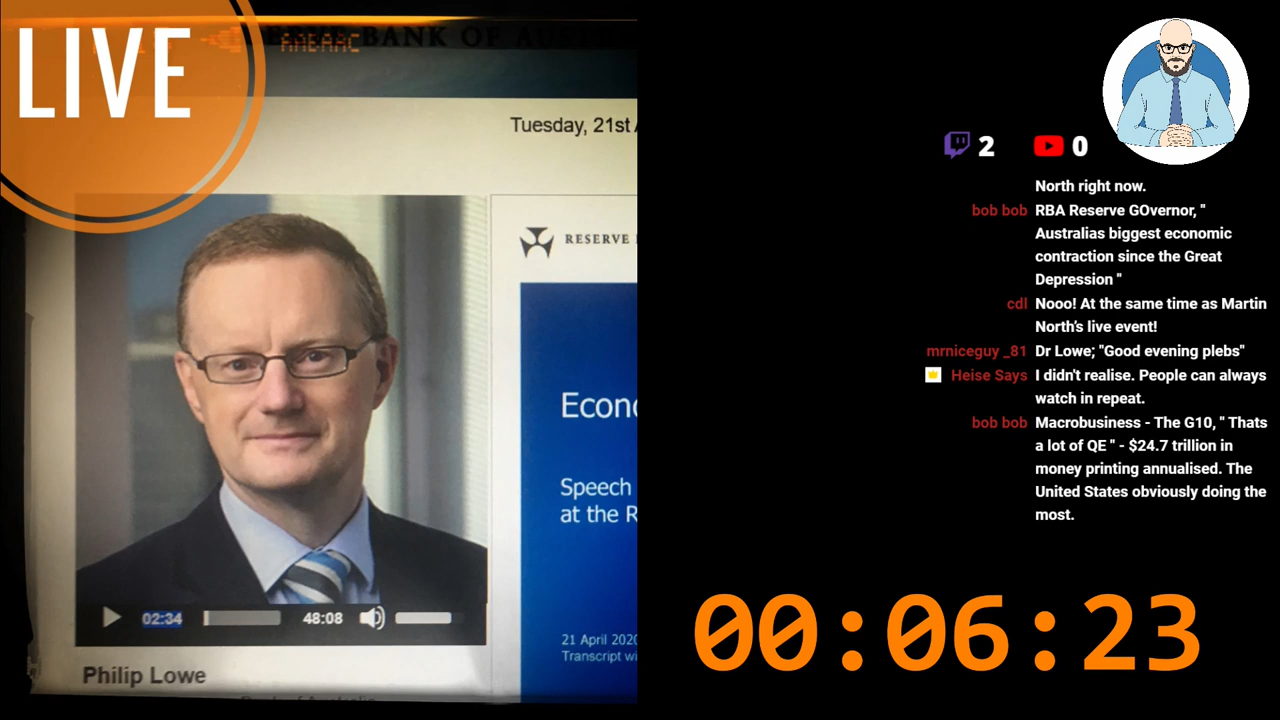 LIVE
BANK OF
Tuesday, 21st
RESERVE
Econo
Speech
at the R
02:34
48:08
21 April 2020
Transcript wi
Philip Lowe
2
0
North right now.
bob bob RBA Reserve GOvernor, "
Australias biggest economic
contraction since the Great
Depression "
cdl Nooo! At the same time as Martin
North's live event!
mrniceguy _81 Dr Lowe; "Good evening plebs"
Heise Says I didn't realise. People can always
watch in repeat.
bob bob Macrobusiness - The G10, " Thats
a lot of QE " - $24.7 trillion in
money printing annualised. The
United States obviously doing the
most.
00:06:23